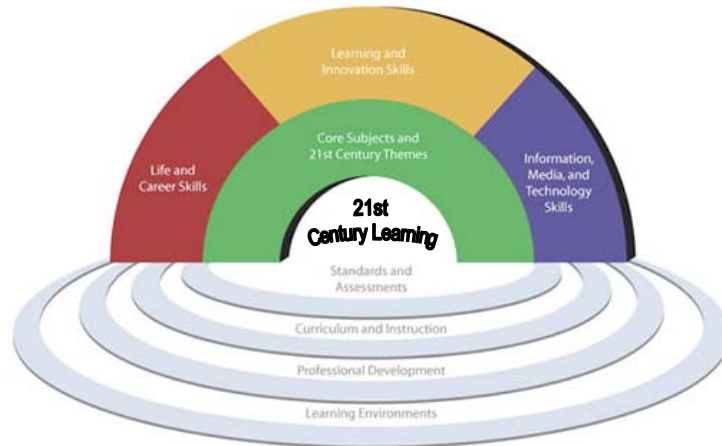 Learning and
Innovation Skills
Core Subjects and
21st Century Themes
Life and
Career Skills
Information,
Media, and
Technology
Skills
21st
Century Learning
Standards and
Assessments
Curriculum and Instruction
Professional Development
Learning Environments